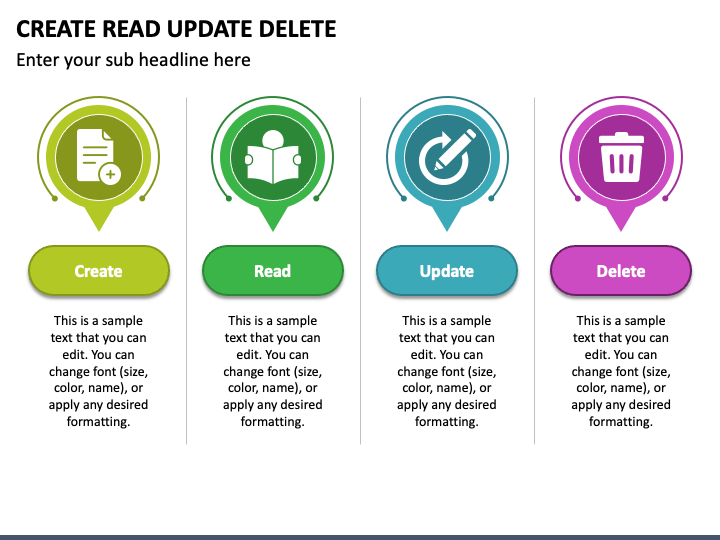 CREATE READ UPDATE DELETE
Enter your sub headline here
Create
This is a sample
text that you can
edit. You can
change font (size,
color, name), or
apply any desired
formatting.
Read
This is a sample
text that you can
edit. You can
change font (size,
color, name), or
apply any desired
formatting.
Update
This is a sample
text that you can
edit. You can
change font (size,
color, name), or
apply any desired
formatting.
Delete
This is a sample
text that you can
edit. You can
change font (size,
color, name), or
apply any desired
formatting.